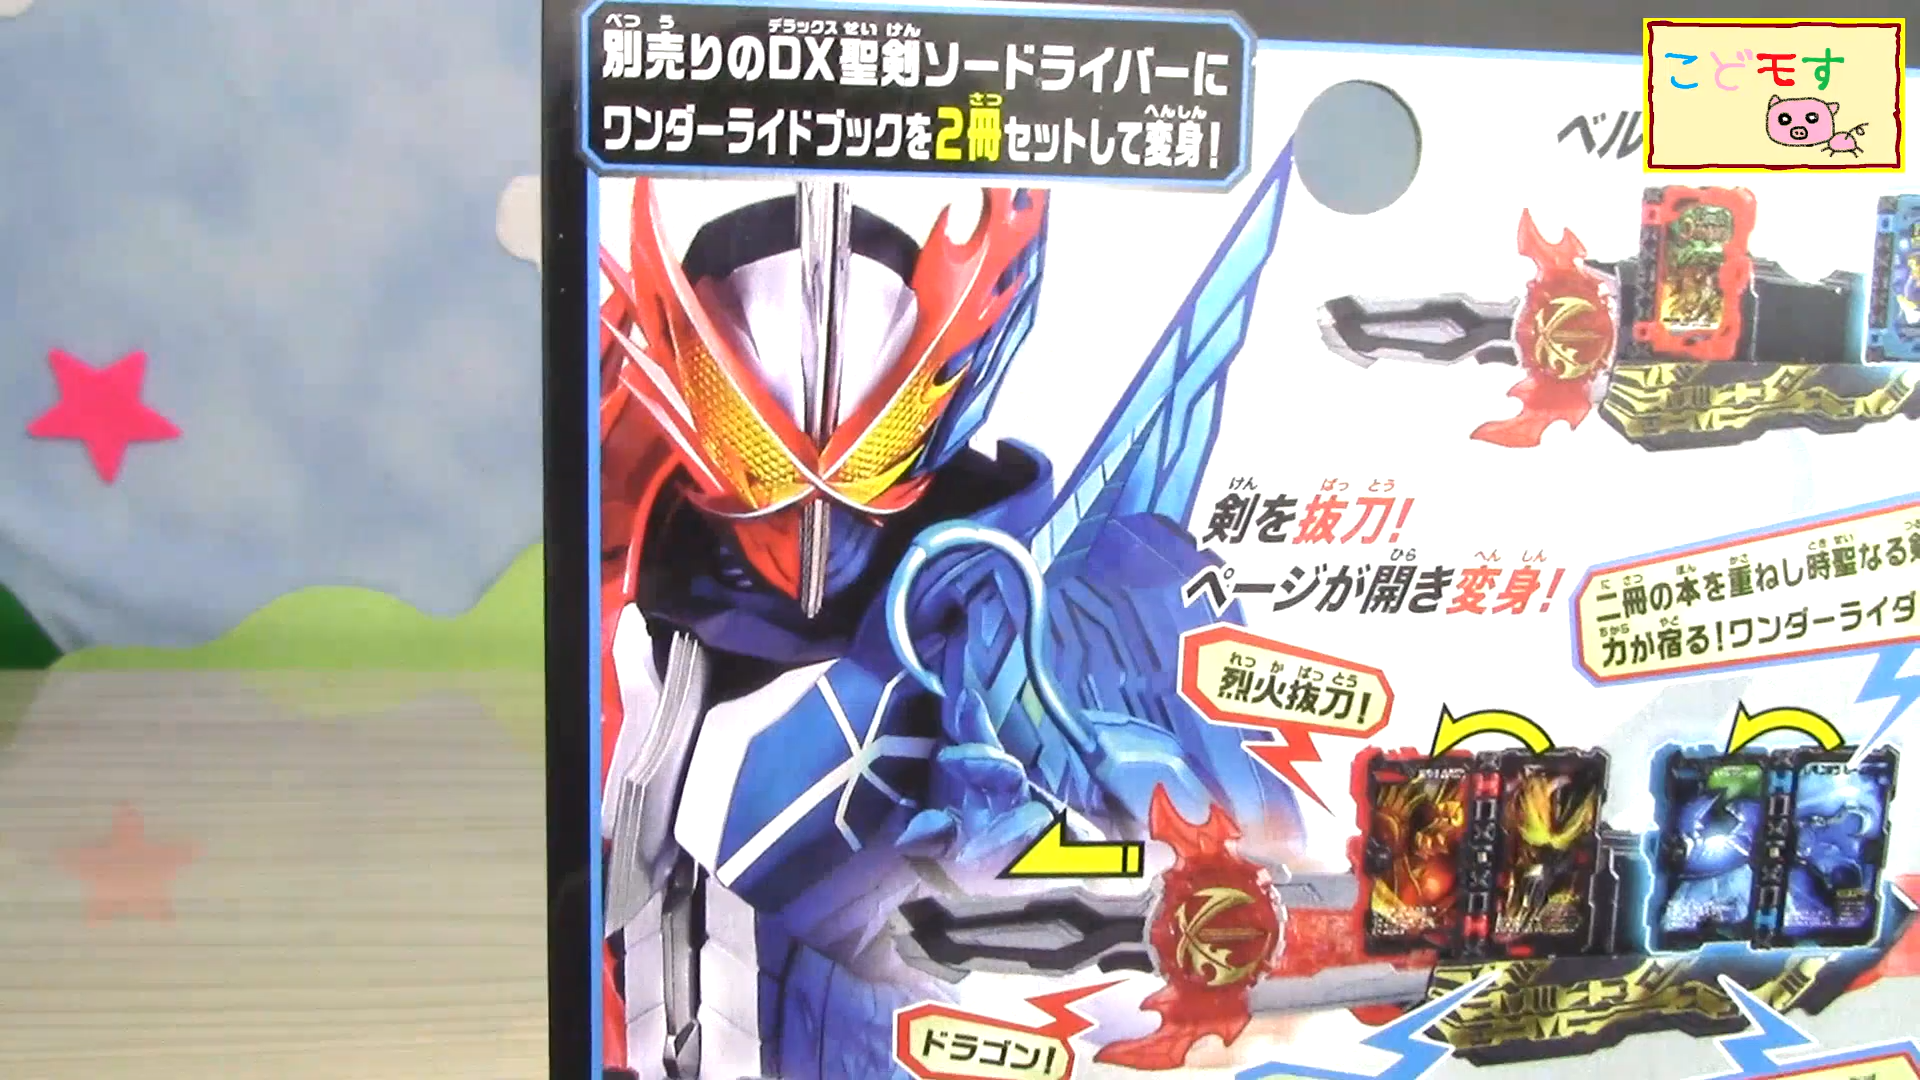 別売りのDX聖剣ソードライバーに
ワンダーライドブックを2冊セットして変身!
こどモす
ベル
剣を抜刀!
ページが開き変身!
二冊の本を重ねし時聖なる剣
力が宿る!ワンダーライダ
烈火抜刀!
ドラゴン!